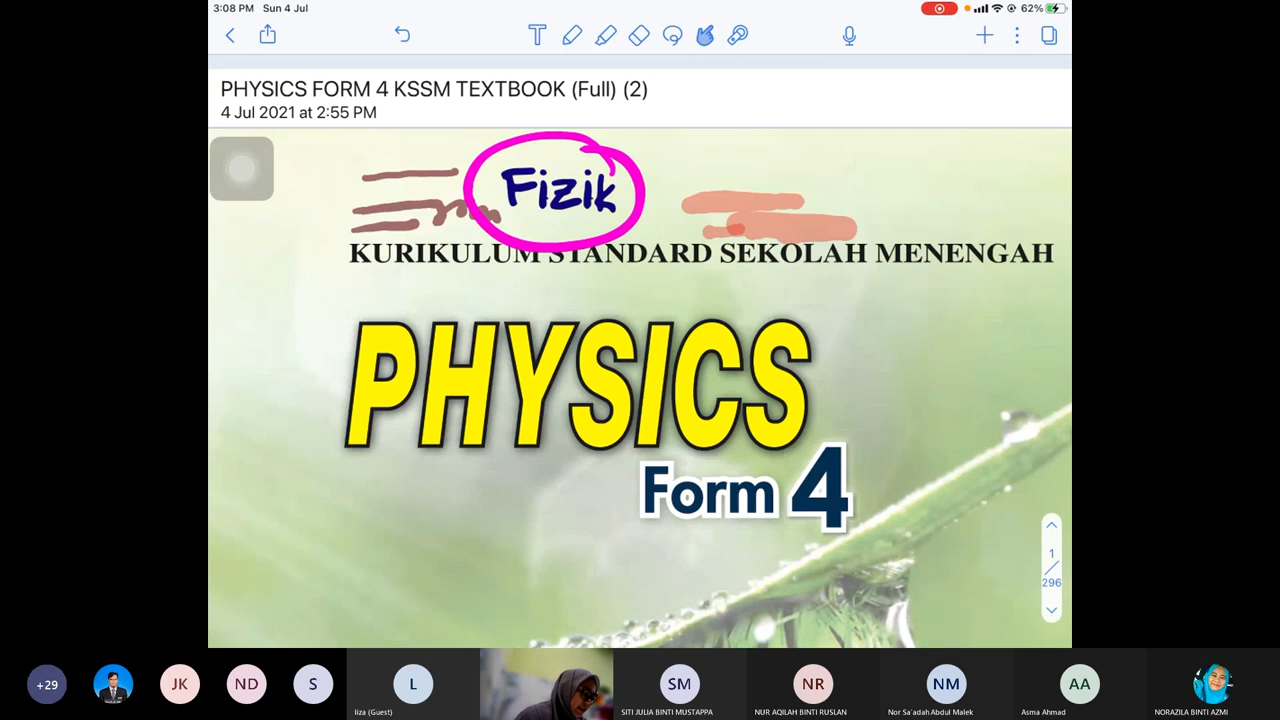 3:08 PM Sun 4 Jul
62%
PHYSICS FORM 4 KSSM TEXTBOOK (Full) (2)
4 Jul 2021 at 2:55 PM
Fizik
KURIKULUM STANDARD SEKOLAH MENENGAH
PHYSICS
Form 4
1
/
296
+29
JK
ND
S
L
SM
NR
NM
AA
liza (Guest)
SITI JULIA BINTI MUSTAPPA
NUR AQILAH BINTI RUSLAN
Nor Sa'adah Abdul Malek
Asma Ahmad
NORAZILA BINTI AZMI